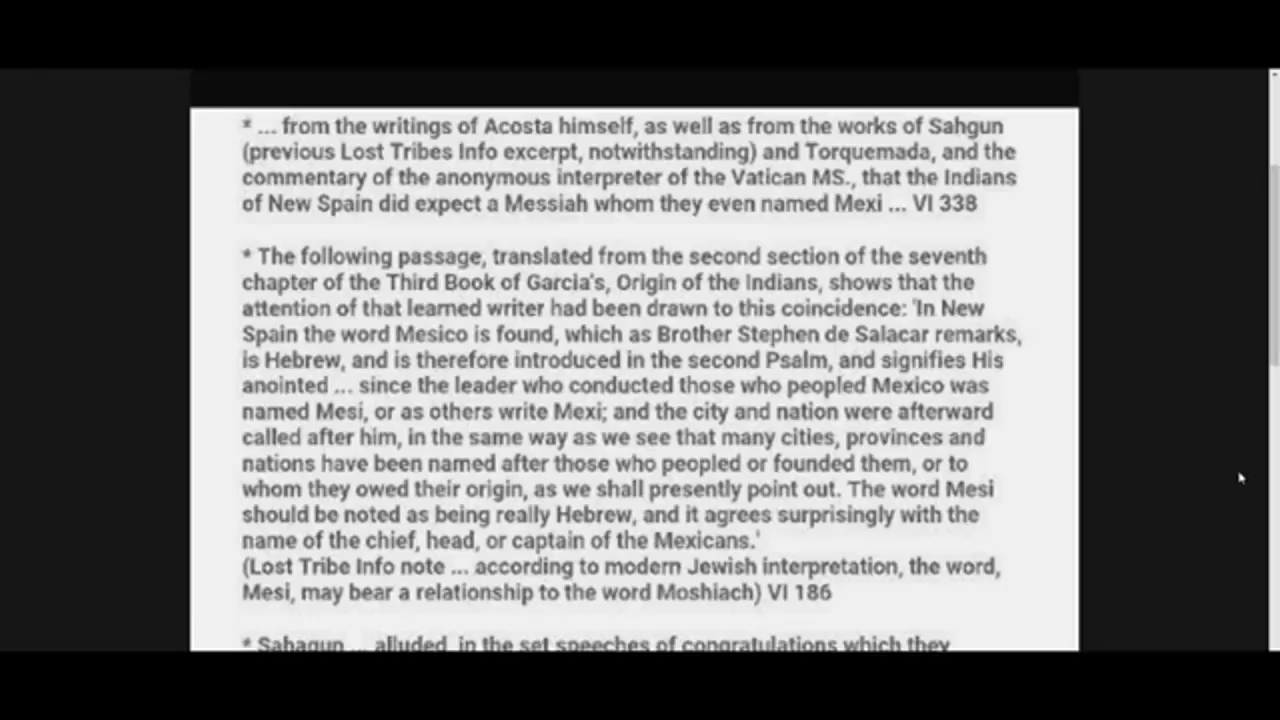 * ... from the writings of Acosta himself, as well as from the works of Sahgun
(previous Lost Tribes Info excerpt, notwithstanding) and Torquemada, and the
commentary of the anonymous interpreter of the Vatican MS., that the Indians
of New Spain did expect a Messiah whom they even named Mexi ... VI 338
* The following passage, translated from the second section of the seventh
chapter of the Third Book of Garcia's, Origin of the Indians, shows that the
attention of that learned writer had been drawn to this coincidence: 'In New
Spain the word Mesico is found, which as Brother Stephen de Salacar remarks,
is Hebrew, and is therefore introduced in the second Psalm, and signifies His
anointed ... since the leader who conducted those who peopled Mexico was
named Mesi, or as others write Mexi; and the city and nation were afterward
called after him, in the same way as we see that many cities, provinces and
nations have been named after those who peopled or founded them, or to
whom they owed their origin, as we shall presently point out. The word Mesi
should be noted as being really Hebrew, and it agrees surprisingly with the
name of the chief, head, or captain of the Mexicans.'
(Lost Tribe Info note ... according to modern Jewish interpretation, the word,
Mesi, may bear a relationship to the word Moshiach) VI 186
* Sahagun ... alluded, in the set speeches of congratulations which they